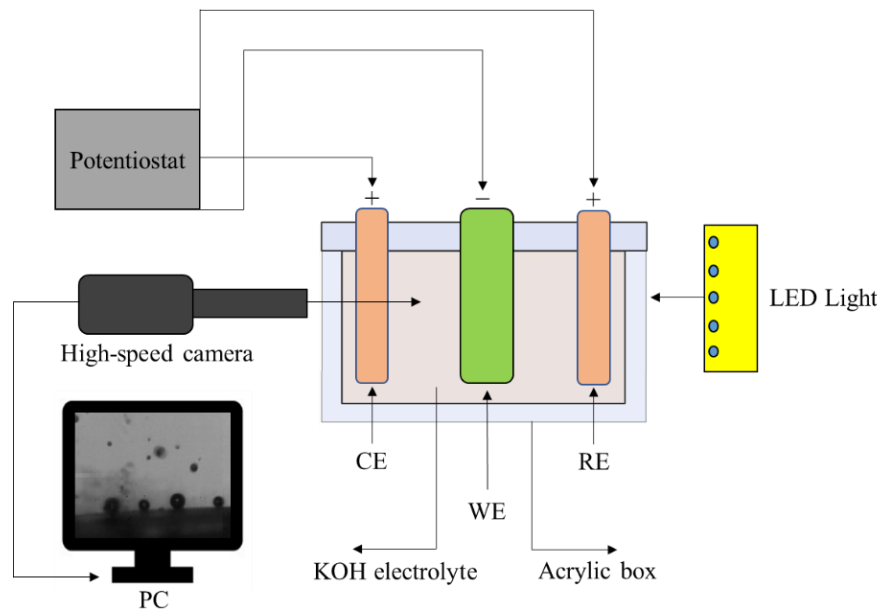 Potentiostat
+
−
+
LED Light
High-speed camera
CE
RE
WE
KOH electrolyte
Acrylic box
PC